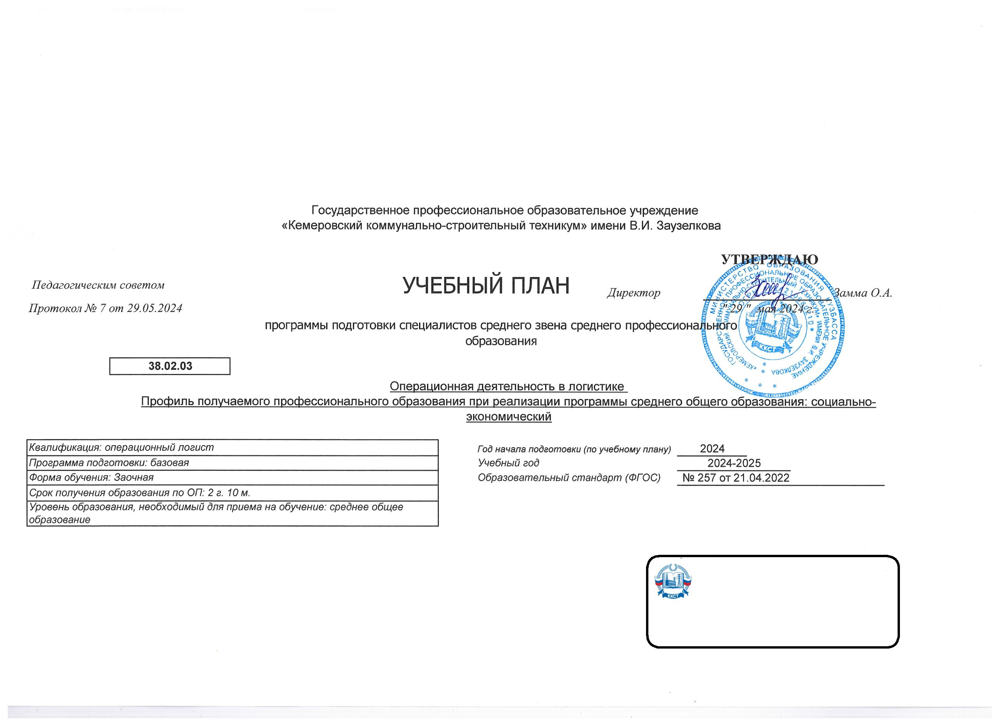 Государственное профессиональное образовательное учреждение
«Кемеровский коммунально-строительный техникум» имени В.И. Заузелкова
УТВЕРЖДАЮ
Педагогическим советом
УЧЕБНЫЙ ПЛАН
Директор
Замма О.А.
Протокол № 7 от 29.05.2024
" 29 " мая 2024 г.
программы подготовки специалистов среднего звена среднего профессионального
образования
МИНИСТЕРСТВО ОБРАЗОВАНИЯ КУЗБАССА
ГОСУДАРСТВЕННОЕ ПРОФЕССИОНАЛЬНОЕ ОБРАЗОВАТЕЛЬНОЕ УЧРЕЖДЕНИЕ
«КЕМЕРОВСКИЙ КОММУНАЛЬНО-СТРОИТЕЛЬНЫЙ ТЕХНИКУМ» ИМЕНИ В.И. ЗАУЗЕЛКОВА
ККСТ
38.02.03
Операционная деятельность в логистике
Профиль получаемого профессионального образования при реализации программы среднего общего образования: социально-
экономический
Квалификация: операционный логист
Программа подготовки: базовая
Форма обучения: Заочная
Срок получения образования по ОП: 2 г. 10 м.
Уровень образования, необходимый для приема на обучение: среднее общее
образование
Год начала подготовки (по учебному плану) 2024
Учебный год 2024-2025
Образовательный стандарт (ФГОС) № 257 от 21.04.2022
ККСТ